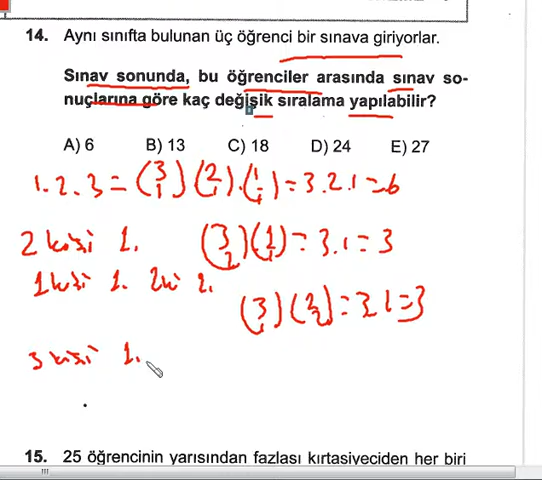 14. Aynı sınıfta bulunan üç öğrenci bir sınava giriyorlar.
Sınav sonunda, bu öğrenciler arasında sınav so-
nuçlarına göre kaç değişik sıralama yapılabilir?
A) 6 B) 13 C) 18 D) 24 E) 27
1. 2. 3 = (3 1) (2 1) . (1 1) = 3 . 2 . 1 = 6
2 kişi 1. (3 2) (1 1) = 3 . 1 = 3
1 kişi 1. 2ki 2.
(3 1) (2 2) = 3 . 1 = 3
3 kişi 1.
15. 25 öğrencinin yarısından fazlası kırtasiyeciden her biri